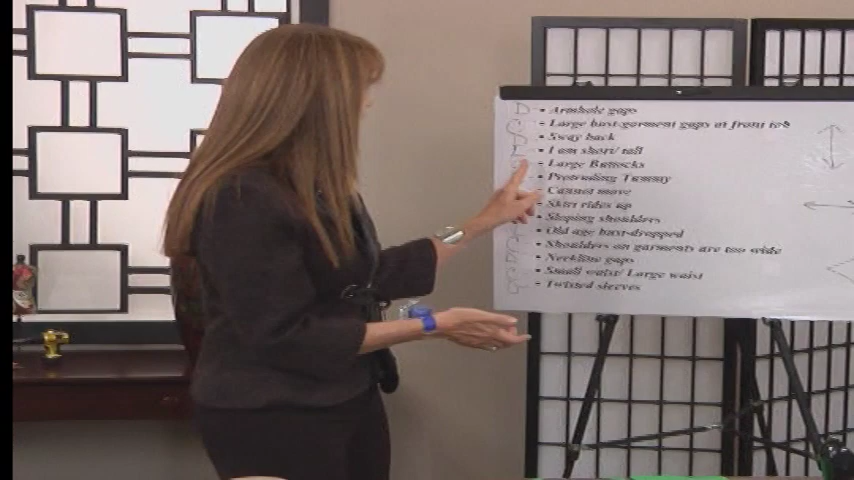 D • Armhole gaps
• Large bust-garment gaps at front
• Sway back
• I am short/ tall
• Large Buttocks
• Protruding Tummy
• Cannot move
• Skirt rides up
• Sloping shoulders
• Old age bust-dropped
• Shoulders on garments are too wide
• Neckline gaps
• Small waist/ Large waist
• Twisted sleeves